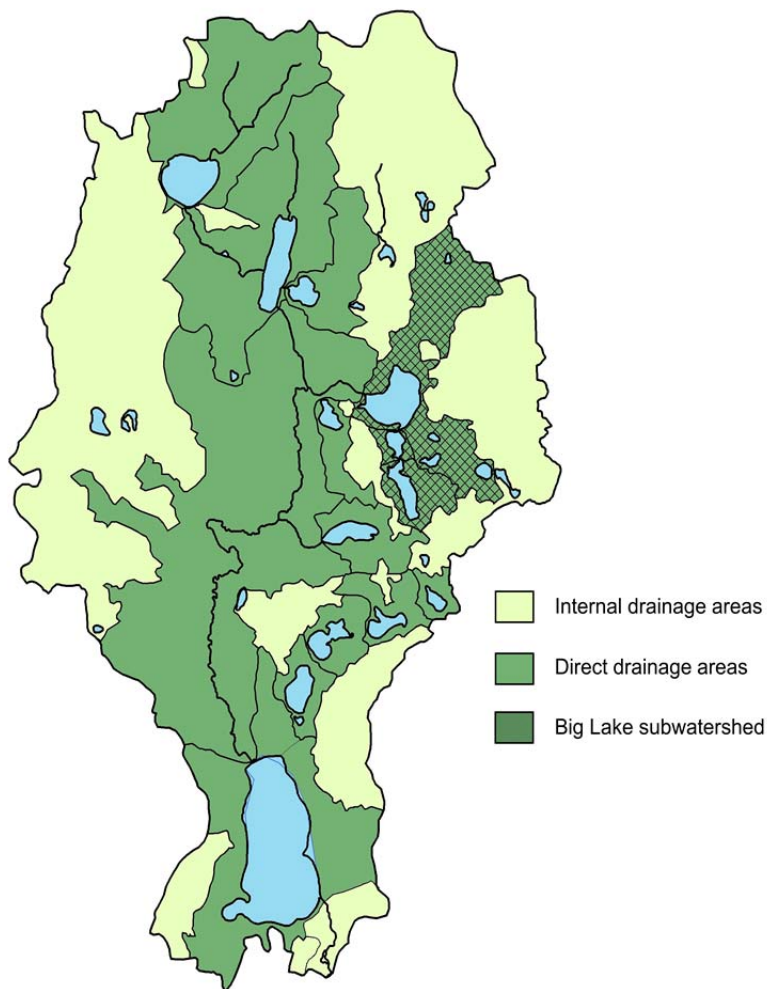 Internal drainage areas
Direct drainage areas
Big Lake subwatershed